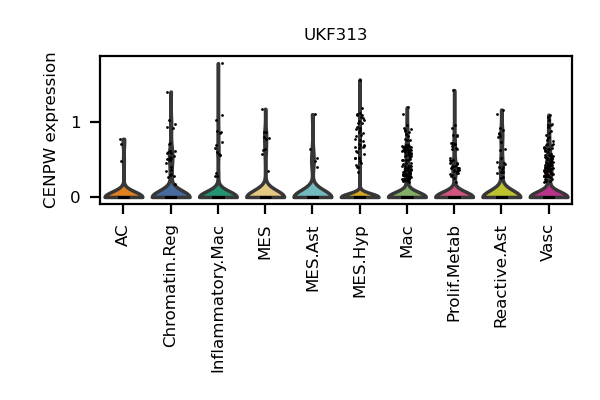 UKF313
CENPW expression
1
0
AC
Chromatin.Reg
Inflammatory.Mac
MES
MES.Ast
MES.Hyp
Mac
Prolif.Metab
Reactive.Ast
Vasc